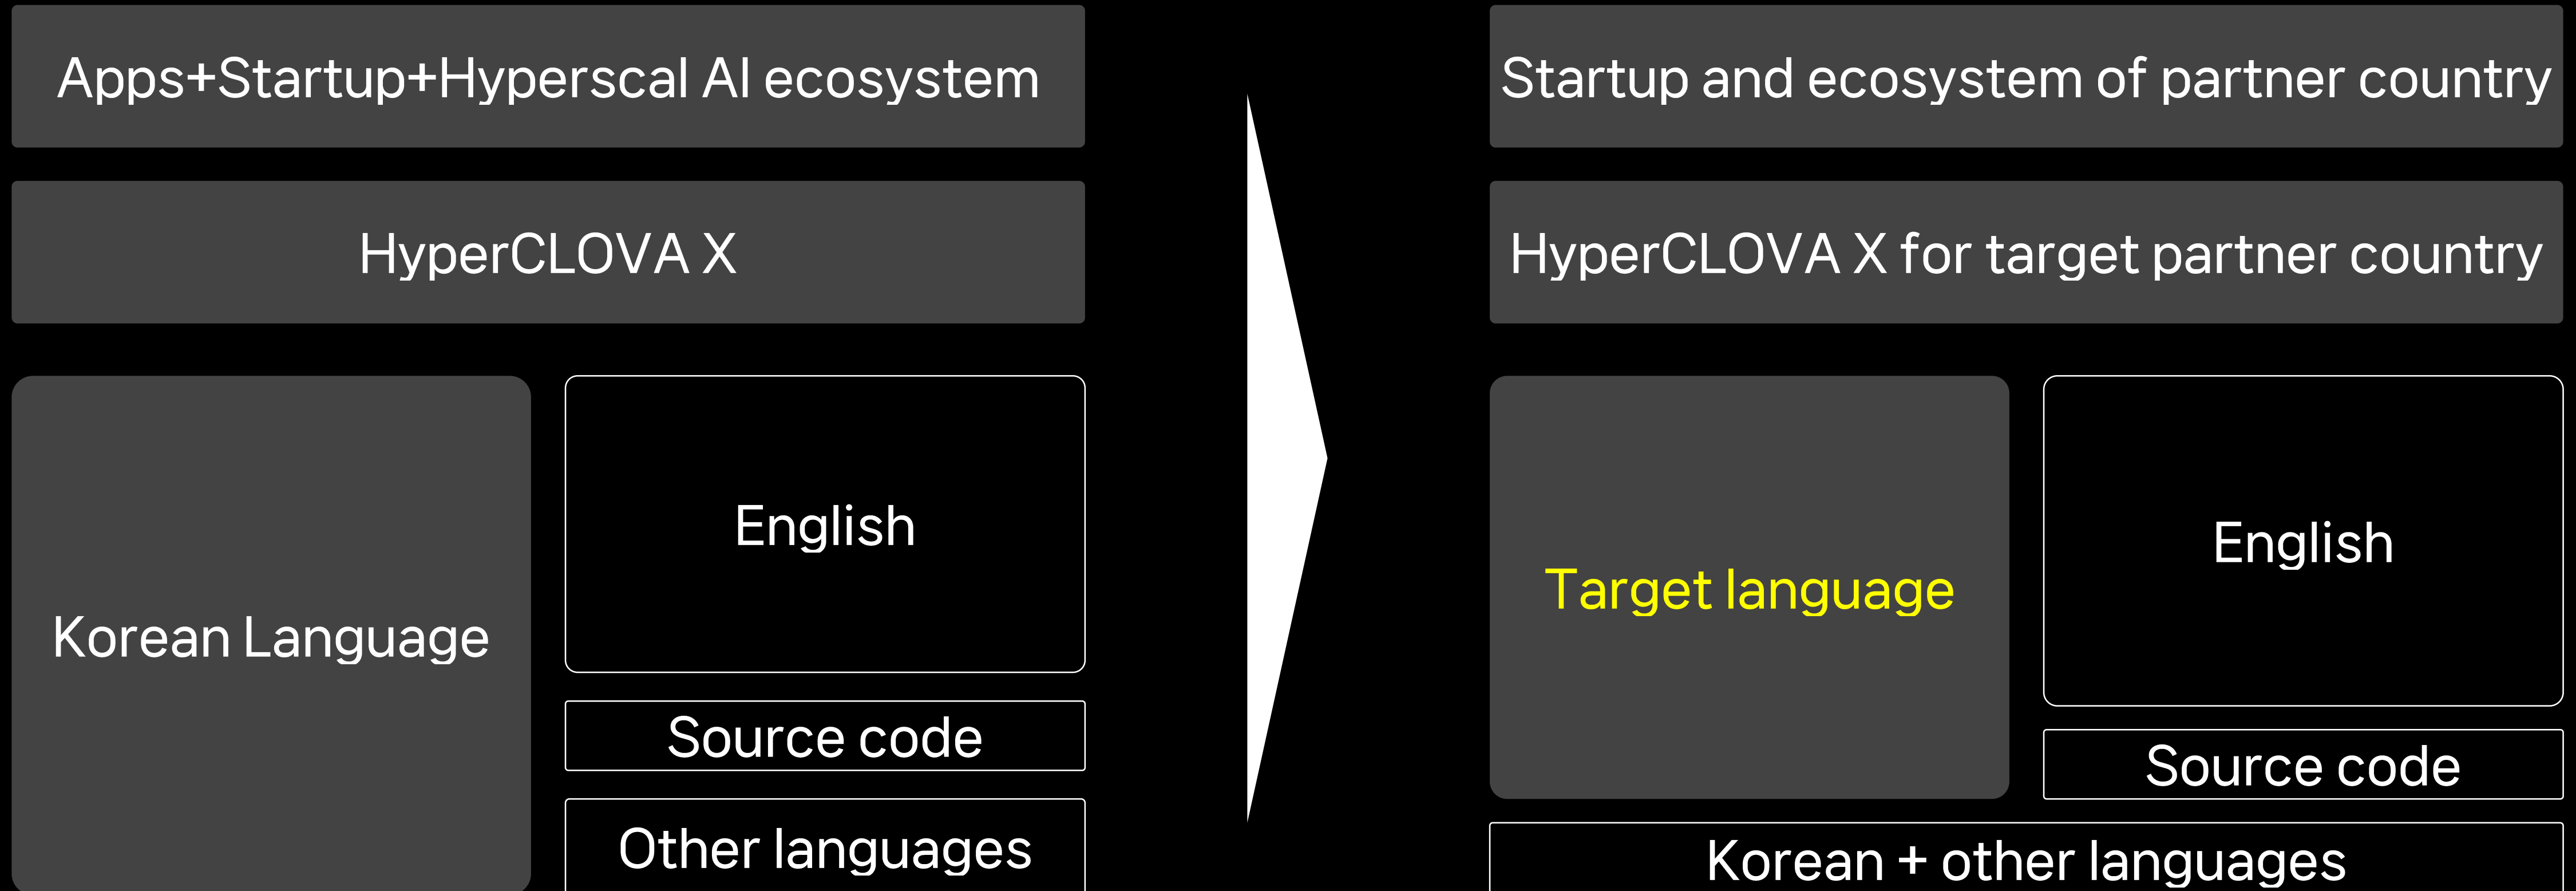 Apps+Startup+Hyperscal AI ecosystem
HyperCLOVA X
Korean Language
English
Source code
Other languages
Startup and ecosystem of partner country
HyperCLOVA X for target partner country
Target language
English
Source code
Korean + other languages